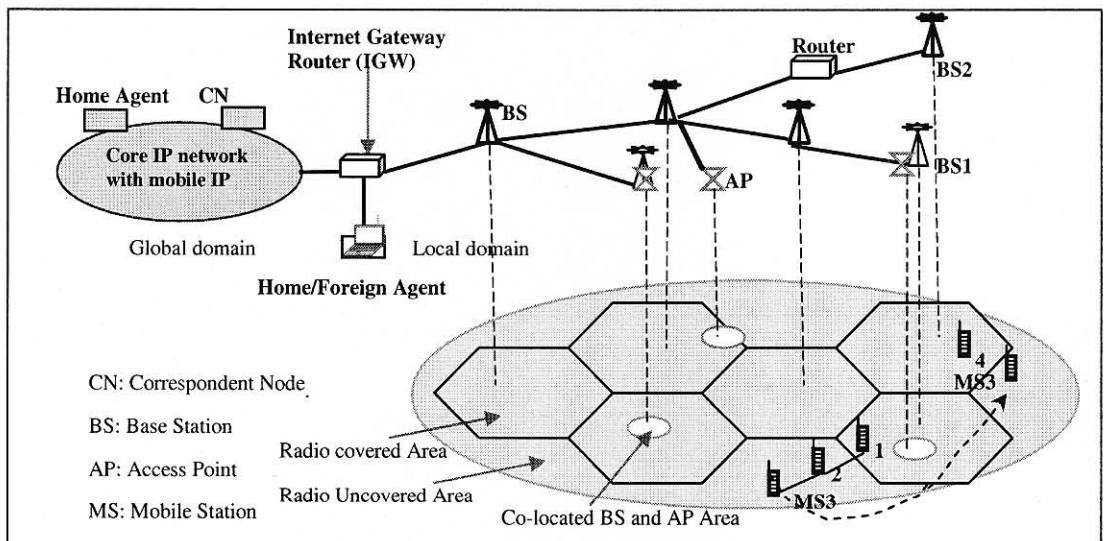 Internet Gateway
Router (IGW)
Router
BS2
Home Agent
CN
BS
Core IP network
with mobile IP
AP
BS1
Global domain
Local domain
Home/Foreign Agent
4
MS3
CN: Correspondent Node
BS: Base Station
AP: Access Point
MS: Mobile Station
Radio covered Area
Radio Uncovered Area
1
2
MS3
Co-located BS and AP Area